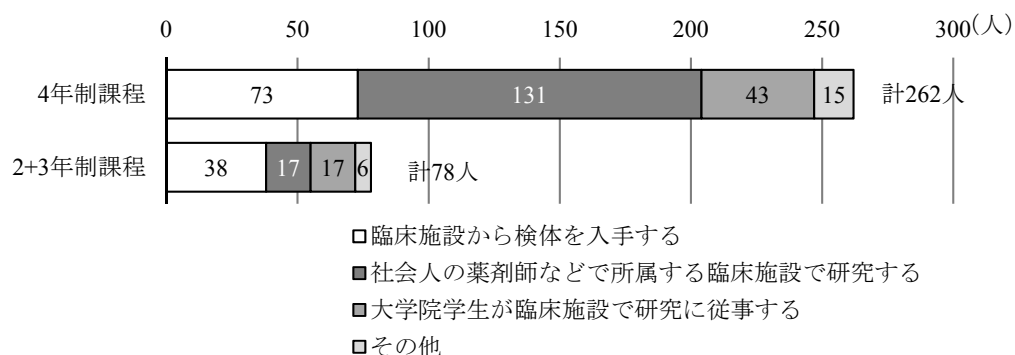 0 50 100 150 200 250 300(人)
4年制課程 73 131 43 15 計262人
2+3年制課程 38 17 17 6 計78人
臨床施設から検体を入手する
社会人の薬剤師などで所属する臨床施設で研究する
大学院学生が臨床施設で研究に従事する
その他